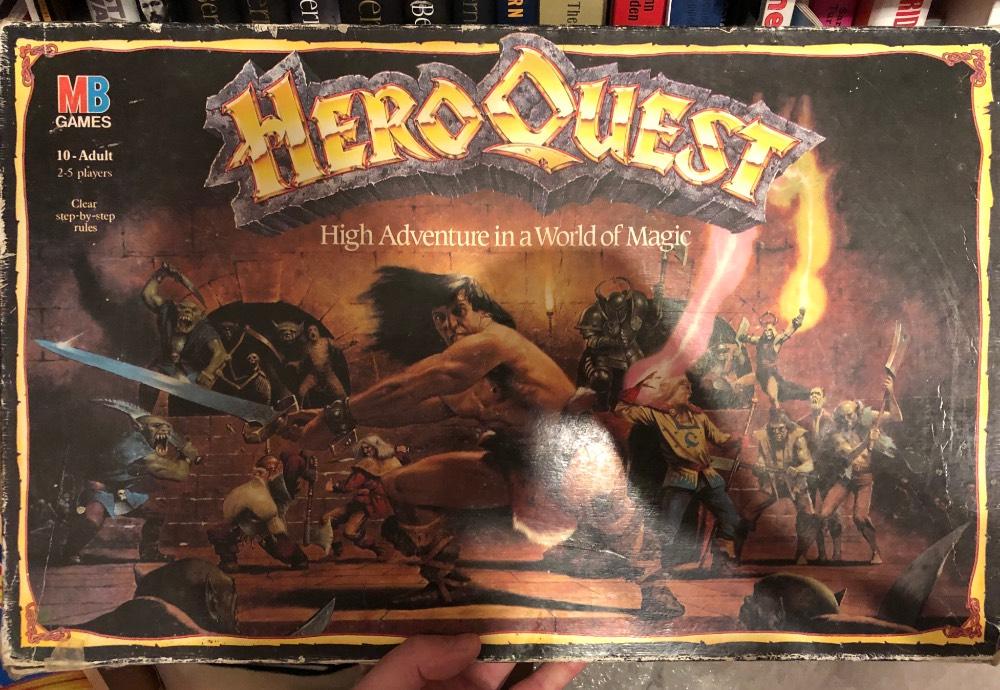 HEROQUEST
MB
GAMES
10-Adult
2-5 players
Clear
step-by-step
rules
High Adventure in a World of Magic